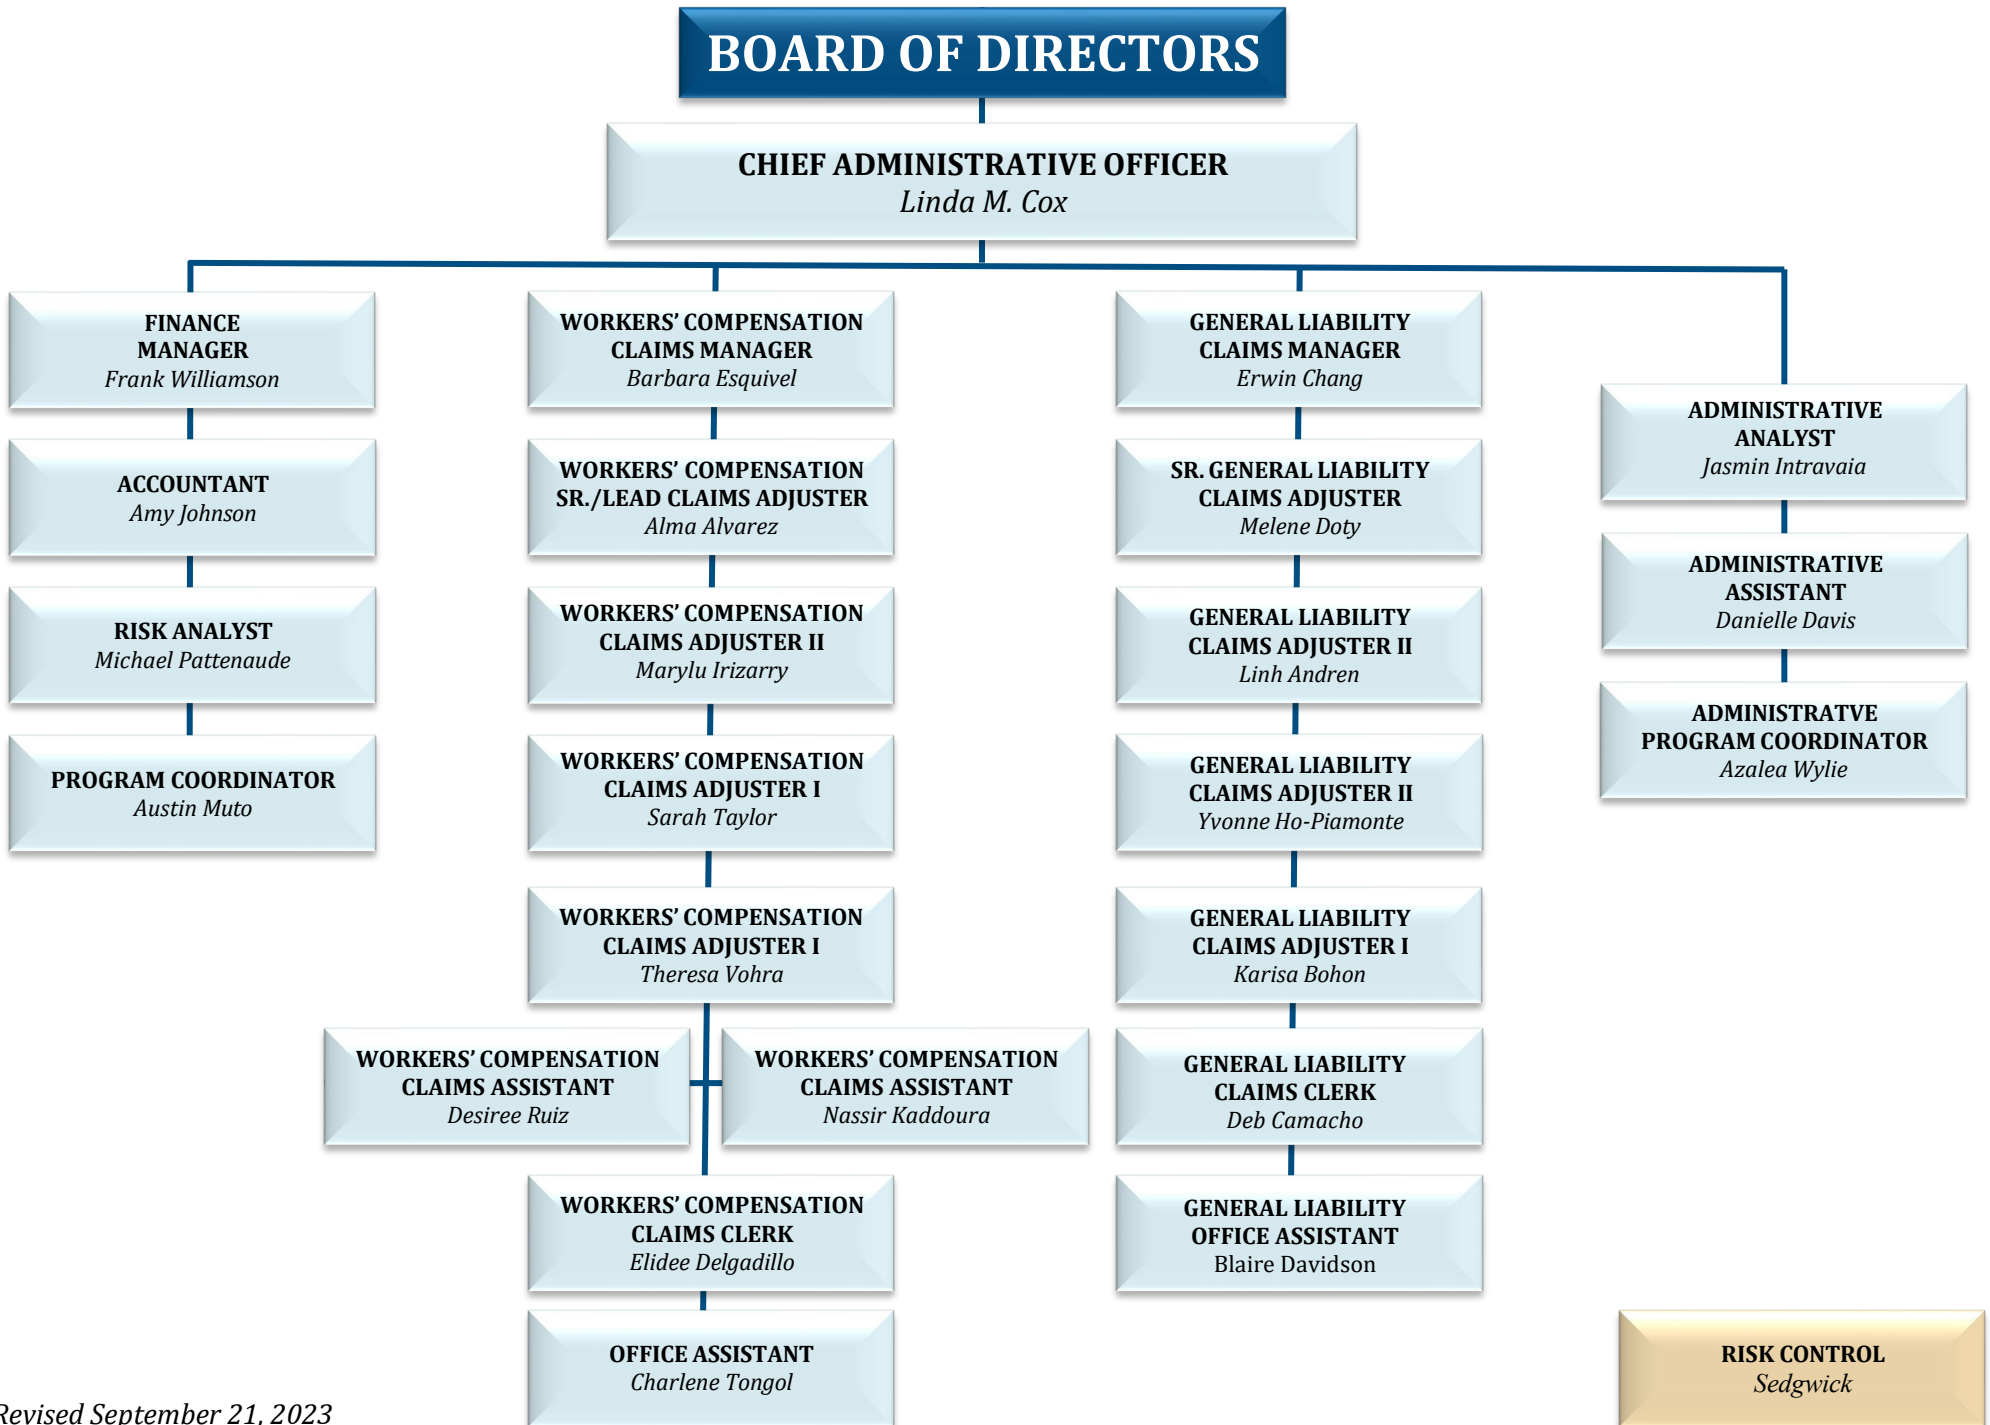 BOARD OF DIRECTORS
CHIEF ADMINISTRATIVE OFFICER
Linda M. Cox
FINANCE
MANAGER
Frank Williamson
ACCOUNTANT
Amy Johnson
RISK ANALYST
Michael Pattenaude
PROGRAM COORDINATOR
Austin Muto
WORKERS’ COMPENSATION
CLAIMS MANAGER
Barbara Esquivel
WORKERS’ COMPENSATION
SR./LEAD CLAIMS ADJUSTER
Alma Alvarez
WORKERS’ COMPENSATION
CLAIMS ADJUSTER II
Marylu Irizarry
WORKERS’ COMPENSATION
CLAIMS ADJUSTER I
Sarah Taylor
WORKERS’ COMPENSATION
CLAIMS ADJUSTER I
Theresa Vohra
WORKERS’ COMPENSATION
CLAIMS ASSISTANT
Desiree Ruiz
WORKERS’ COMPENSATION
CLAIMS ASSISTANT
Nassir Kaddoura
WORKERS’ COMPENSATION
CLAIMS CLERK
Elidee Delgadillo
OFFICE ASSISTANT
Charlene Tongol
GENERAL LIABILITY
CLAIMS MANAGER
Erwin Chang
SR. GENERAL LIABILITY
CLAIMS ADJUSTER
Melene Doty
GENERAL LIABILITY
CLAIMS ADJUSTER II
Linh Andren
GENERAL LIABILITY
CLAIMS ADJUSTER II
Yvonne Ho-Piamonte
GENERAL LIABILITY
CLAIMS ADJUSTER I
Karisa Bohon
GENERAL LIABILITY
CLAIMS CLERK
Deb Camacho
GENERAL LIABILITY
OFFICE ASSISTANT
Blaire Davidson
ADMINISTRATIVE
ANALYST
Jasmin Intravaia
ADMINISTRATIVE
ASSISTANT
Danielle Davis
ADMINISTRATVE
PROGRAM COORDINATOR
Azalea Wylie
RISK CONTROL
Sedgwick
Revised September 21, 2023